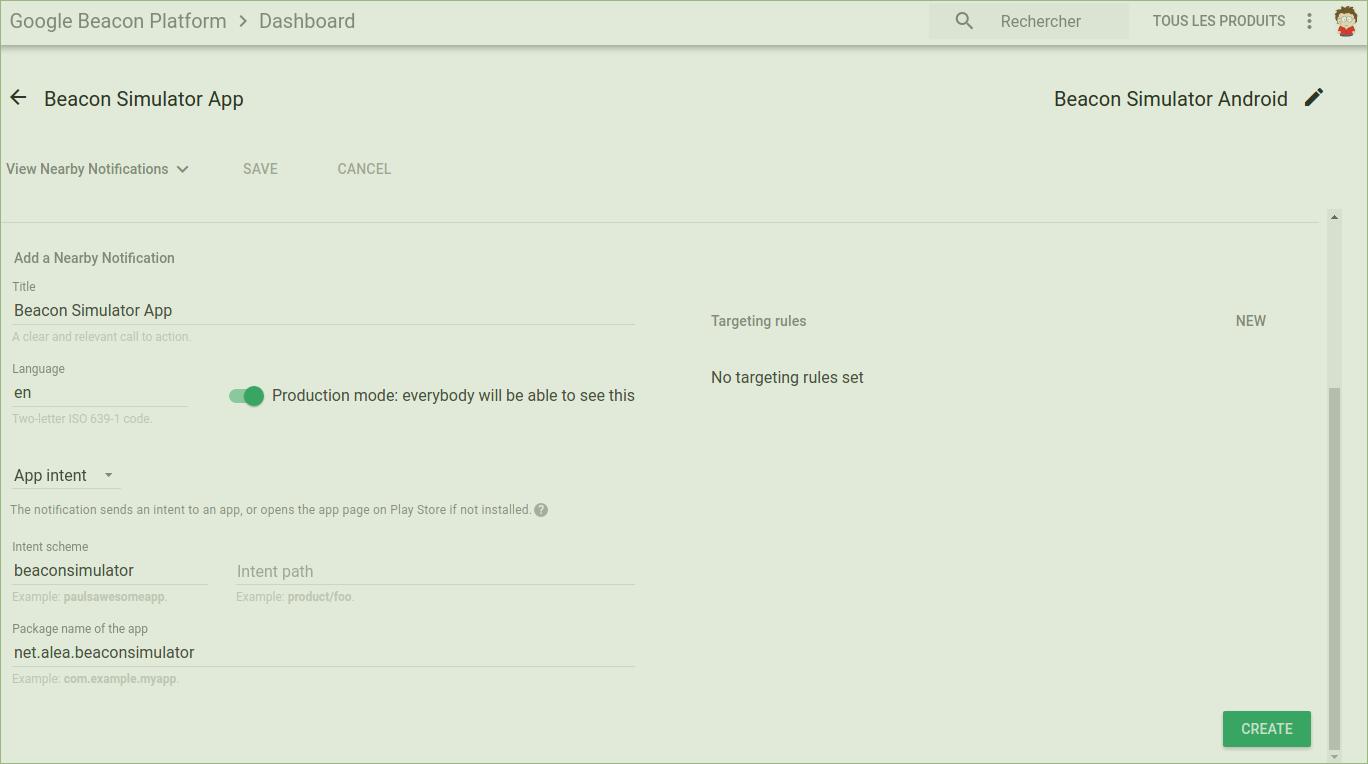 Google Beacon Platform > Dashboard
Rechercher
TOUS LES PRODUITS
Beacon Simulator App
Beacon Simulator Android
View Nearby Notifications
SAVE
CANCEL
Add a Nearby Notification
Title
Beacon Simulator App
A clear and relevant call to action.
Language
en
Two-letter ISO 639-1 code.
Production mode: everybody will be able to see this
App intent
The notification sends an intent to an app, or opens the app page on Play Store if not installed. ?
Intent scheme
beaconsimulator
Example: paulsawesomeapp.
Intent path
Example: product/foo.
Package name of the app
net.alea.beaconsimulator
Example: com.example.myapp.
Targeting rules
NEW
No targeting rules set
CREATE